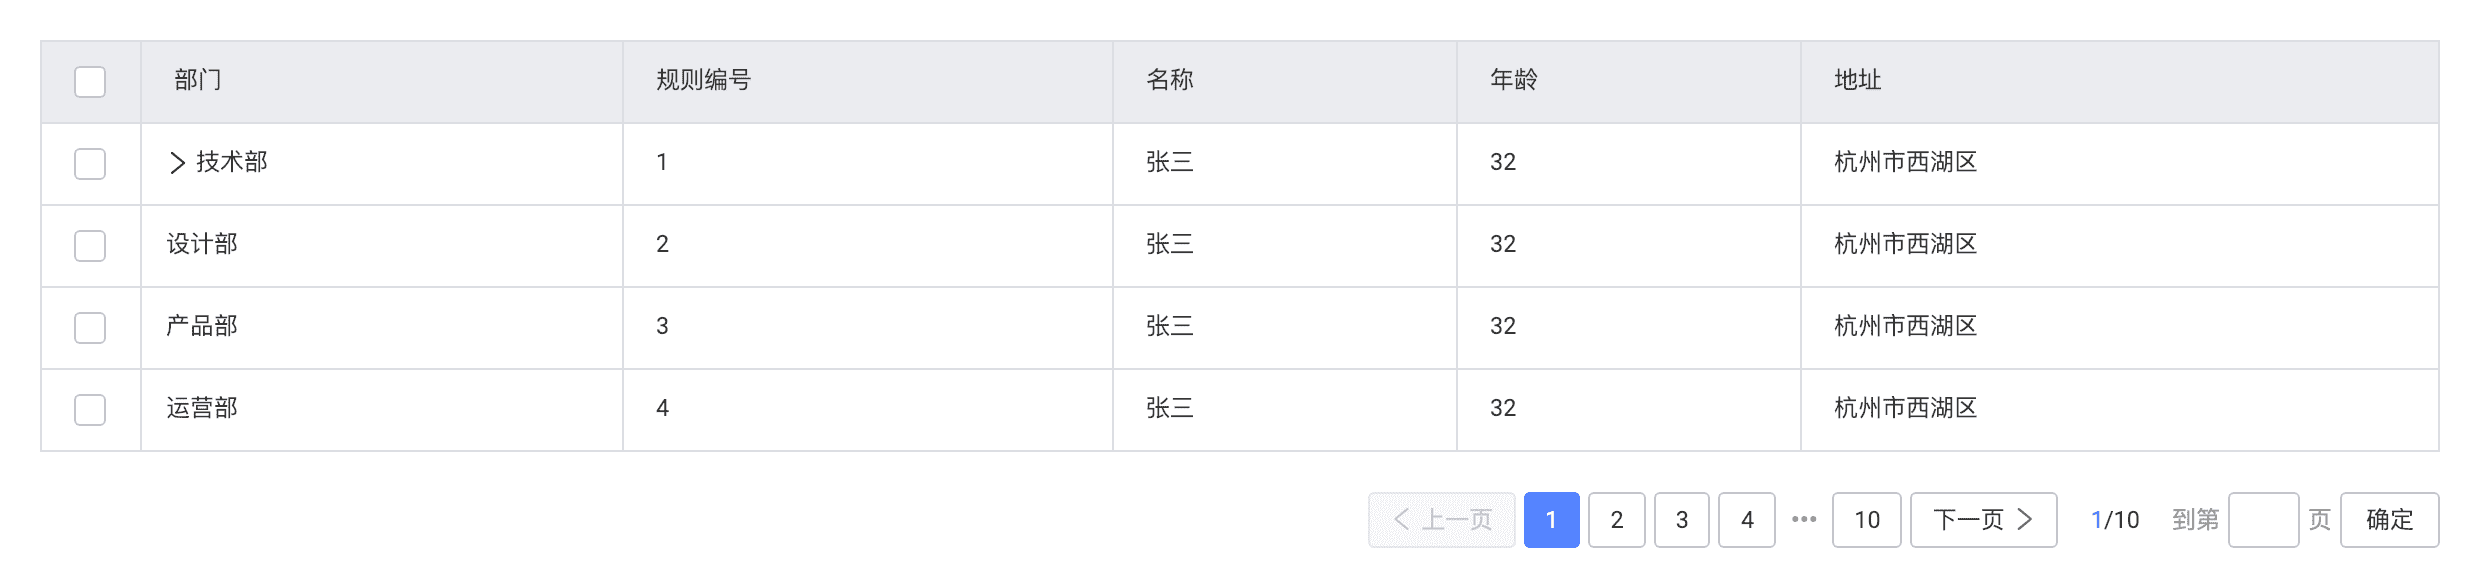 部门 规则编号 名称 年龄 地址
技术部 1 张三 32 杭州市西湖区
设计部 2 张三 32 杭州市西湖区
产品部 3 张三 32 杭州市西湖区
运营部 4 张三 32 杭州市西湖区
上一页 1 2 3 4 ••• 10 下一页 1/10 到第 页 确定